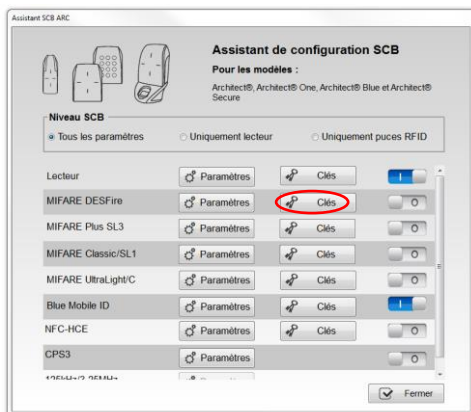 Assistant SCB ARC
Assistant de configuration SCB
Pour les modèles :
Architect®, Architect® One, Architect® Blue et Architect®
Secure
Niveau SCB
Tous les paramètres Uniquement lecteur Uniquement puces RFID
Lecteur Paramètres Clés I
MIFARE DESFire Paramètres Clés O
MIFARE Plus SL3 Paramètres Clés O
MIFARE Classic/SL1 Paramètres Clés O
MIFARE UltraLight/C Paramètres Clés O
Blue Mobile ID Paramètres Clés I
NFC-HCE Paramètres Clés O
CPS3 Paramètres O
125kHz/3.25MHz
Fermer